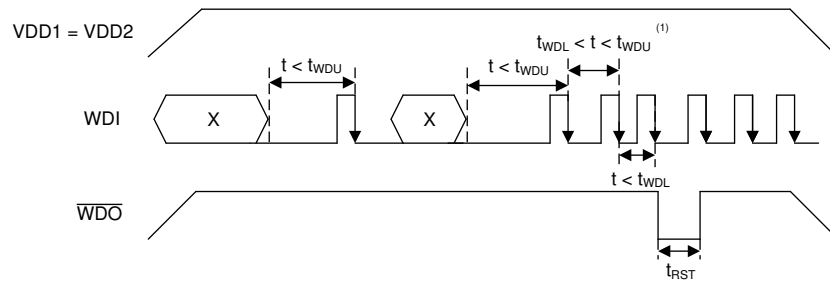 VDD1 = VDD2
tWDL < t < tWDU (1)
t < tWDU
t < tWDU
WDI
X
X
t < tWDL
WDO
tRST